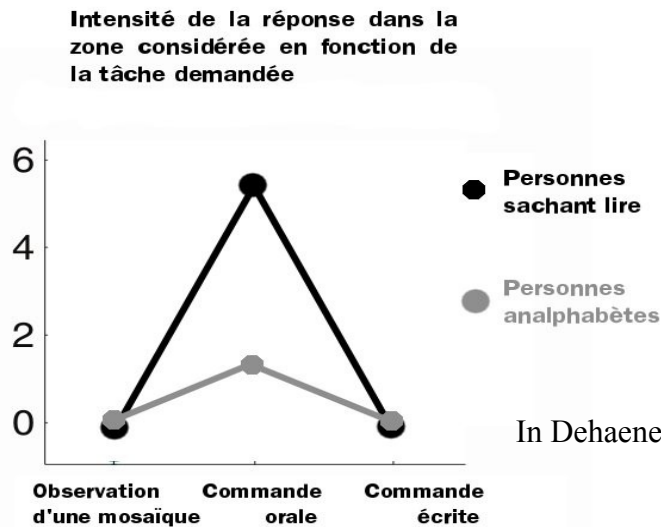 Intensité de la réponse dans la
zone considérée en fonction de
la tâche demandée
6
4
2
0
Personnes
sachant lire
Personnes
analphabètes
In Dehaene
Observation
d'une mosaïque
Commande
orale
Commande
écrite